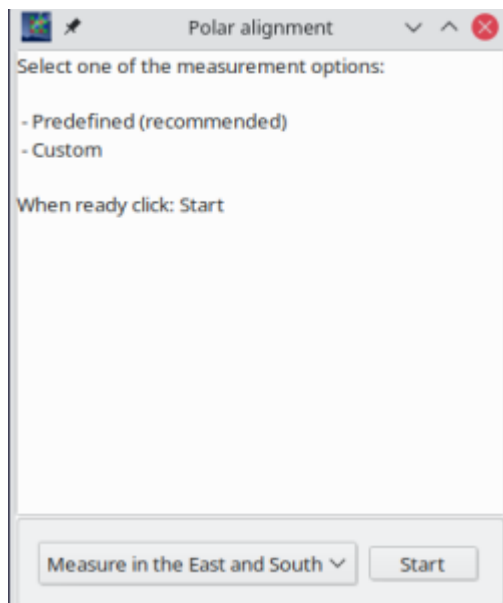 Polar alignment
Select one of the measurement options:
- Predefined (recommended)
- Custom
When ready click: Start
Measure in the East and South
Start